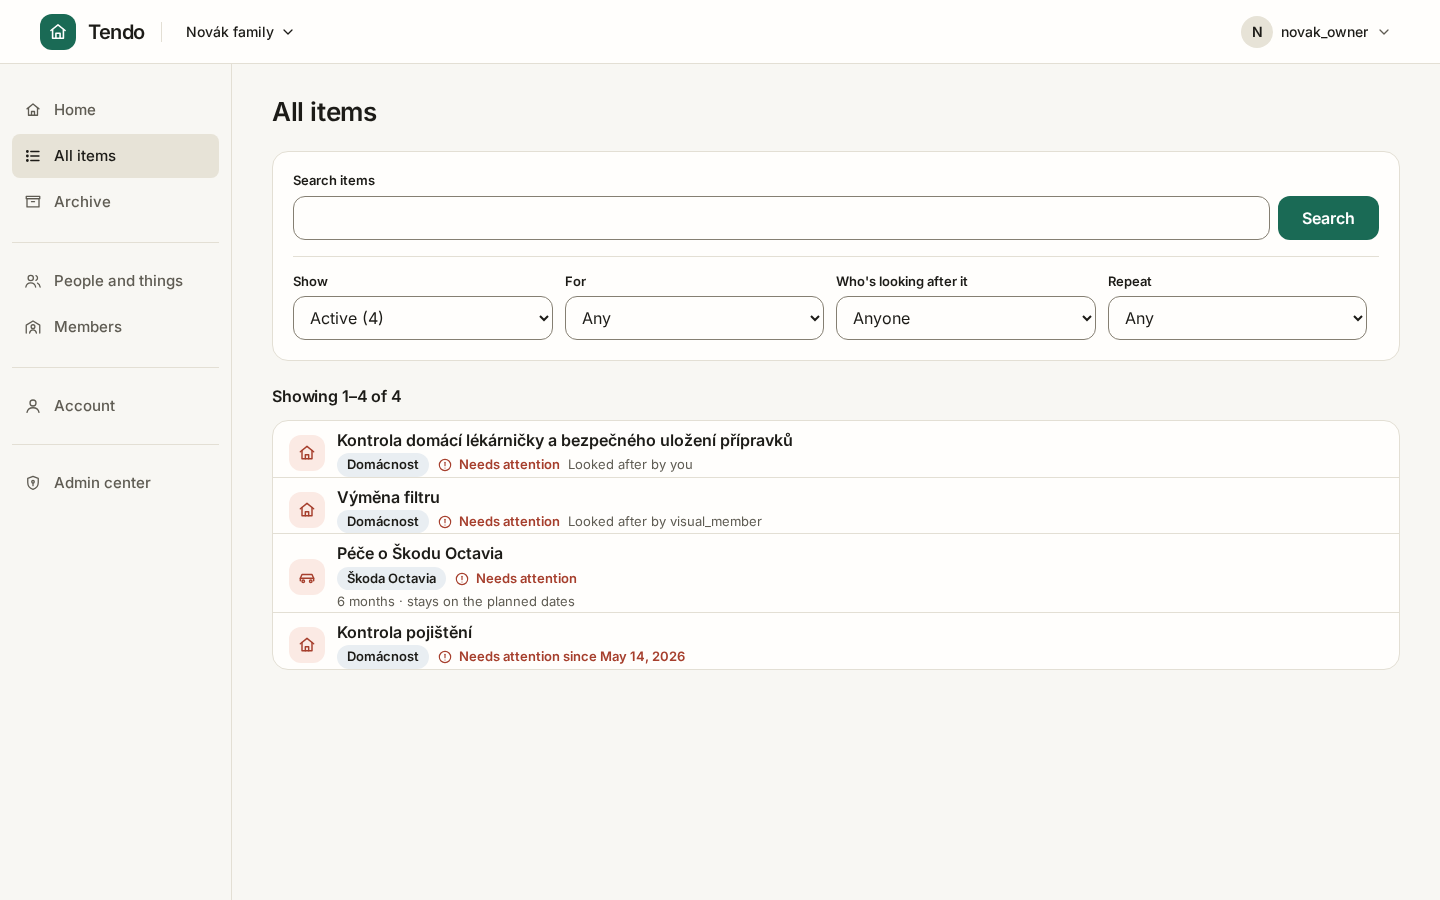 Tendo
Novák family
N
novak_owner
Home
All items
Archive
People and things
Members
Account
Admin center
All items
Search items
Search
Show
For
Who's looking after it
Repeat
Active (4)
Any
Anyone
Any
Showing 1–4 of 4
Kontrola domácí lékárničky a bezpečného uložení přípravků
Domácnost Needs attention Looked after by you
Výměna filtru
Domácnost Needs attention Looked after by visual_member
Péče o Škodu Octavia
Škoda Octavia Needs attention
6 months · stays on the planned dates
Kontrola pojištění
Domácnost Needs attention since May 14, 2026